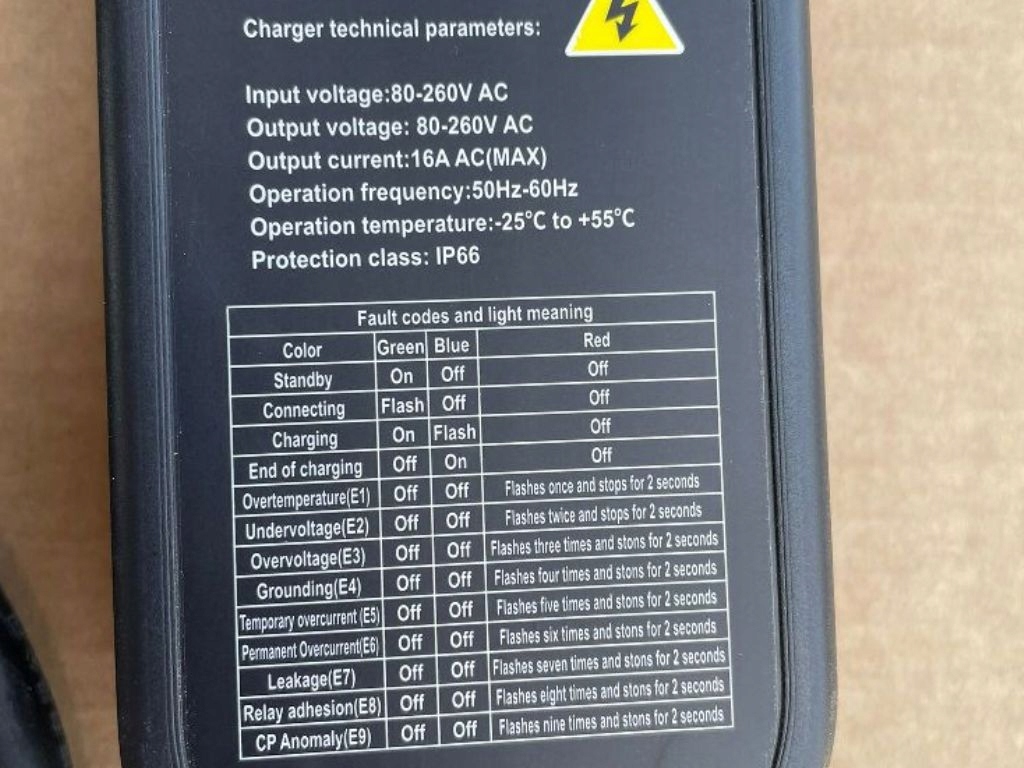 Charger technical parameters:
Input voltage:80-260V AC
Output voltage: 80-260V AC
Output current:16A AC(MAX)
Operation frequency:50Hz-60Hz
Operation temperature:-25°C to +55°C
Protection class: IP66
Fault codes and light meaning
Color Green Blue Red
Standby On Off Off
Connecting Flash Off Off
Charging On Flash Off
End of charging Off On Off
Overtemperature(E1) Off Off Flashes once and stops for 2 seconds
Undervoltage(E2) Off Off Flashes twice and stops for 2 seconds
Overvoltage(E3) Off Off Flashes three times and stons for 2 seconds
Grounding(E4) Off Off Flashes four times and stons for 2 seconds
Temporary overcurrent (E5) Off Off Flashes five times and stons for 2 seconds
Permanent Overcurrent(E6) Off Off Flashes six times and stons for 2 seconds
Leakage(E7) Off Off Flashes seven times and stons for 2 seconds
Relay adhesion(E8) Off Off Flashes eight times and stons for 2 seconds
CP Anomaly(E9) Off Off Flashes nine times and stons for 2 seconds